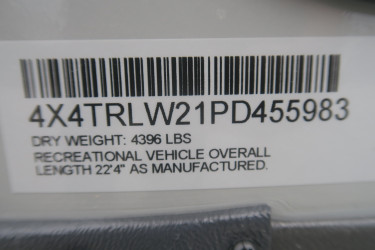 4X4TRLW21PD455983
DRY WEIGHT: 4396 LBS
RECREATIONAL VEHICLE OVERALL
LENGTH 22'4" AS MANUFACTURED.